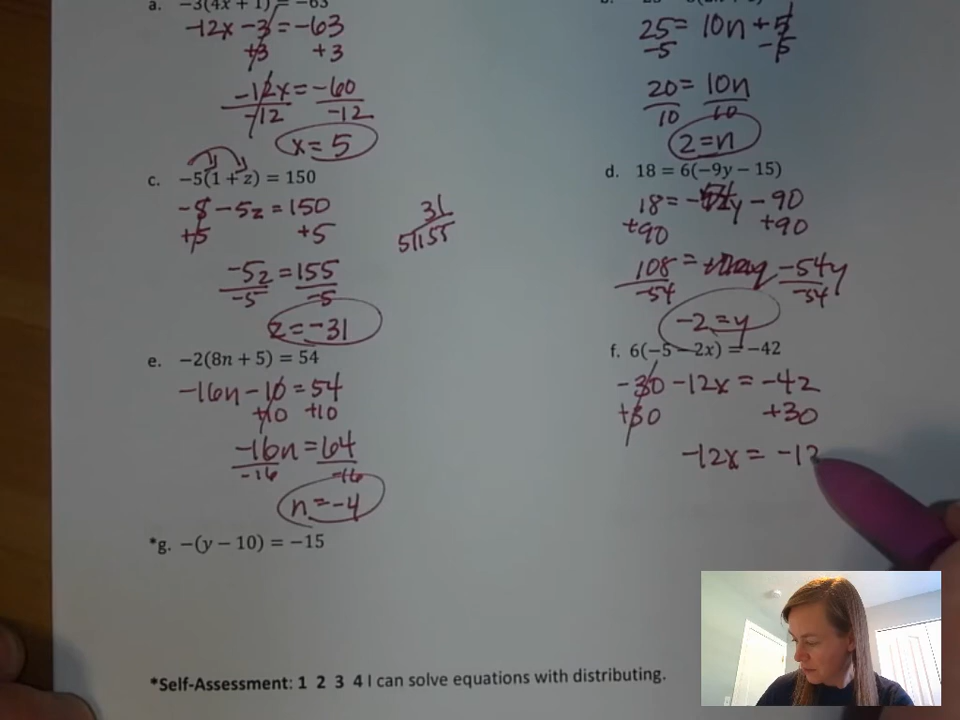 a. −3(4x + 1) = −63
-12x - 3 = -63
+3 +3
-12x = -60
-12 -12
x = 5
25 = 10n + 5
-5 -5
20 = 10n
10 10
2 = n
c. −5(1 + z) = 150
-5 - 5z = 150
+5 +5
-5z = 155
-5 -5
z = -31
31
5 155
d. 18 = 6(−9y − 15)
18 = - y - 90
+90 +90
108 = -54y
-54 -54
-2 = y
e. −2(8n + 5) = 54
-16n - 10 = 54
+10 +10
-16n = 64
-16 -16
n = -4
f. 6(−5 − 2x) = −42
-30 - 12x = -42
+30 +30
-12x = -12
*g. −(y − 10) = −15
*Self-Assessment: 1 2 3 4 I can solve equations with distributing.